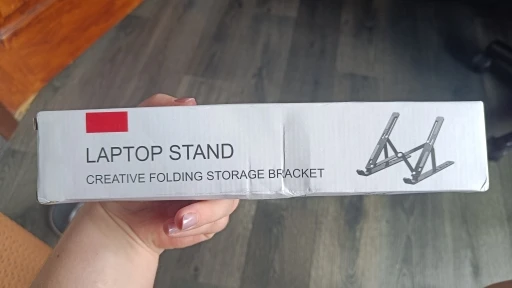 LAPTOP STAND
CREATIVE FOLDING STORAGE BRACKET